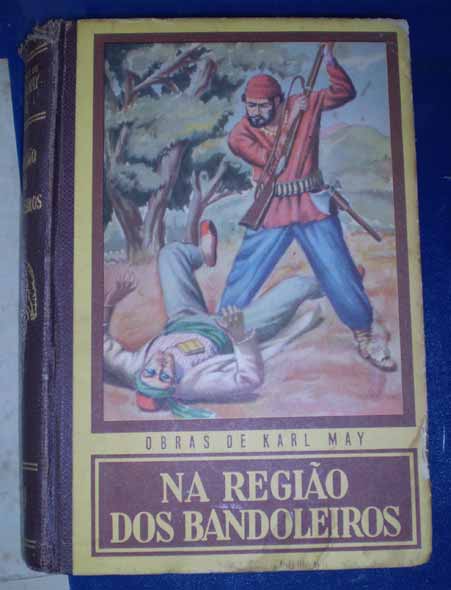 OBRAS DE KARL MAY
NA REGIÃO
DOS BANDOLEIROS